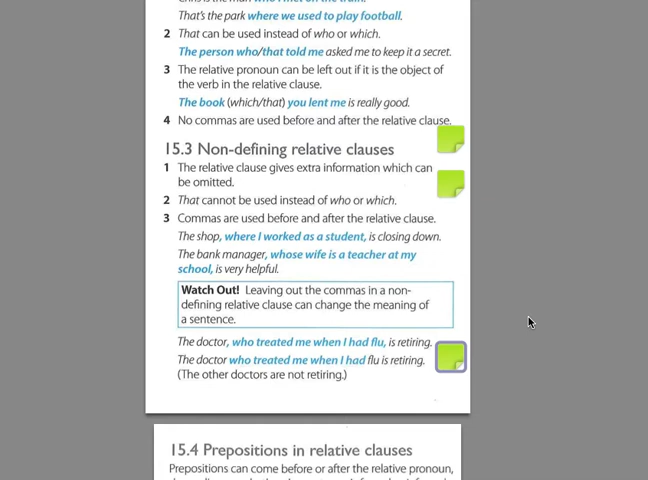 That's the park where we used to play football.
2 That can be used instead of who or which.
The person who/that told me asked me to keep it a secret.
3 The relative pronoun can be left out if it is the object of
the verb in the relative clause.
The book (which/that) you lent me is really good.
4 No commas are used before and after the relative clause.
15.3 Non-defining relative clauses
1 The relative clause gives extra information which can
be omitted.
2 That cannot be used instead of who or which.
3 Commas are used before and after the relative clause.
The shop, where I worked as a student, is closing down.
The bank manager, whose wife is a teacher at my
school, is very helpful.
Watch Out! Leaving out the commas in a non-
defining relative clause can change the meaning of
a sentence.
The doctor, who treated me when I had flu, is retiring.
The doctor who treated me when I had flu is retiring.
(The other doctors are not retiring.)
15.4 Prepositions in relative clauses
Prepositions can come before or after the relative pronoun,